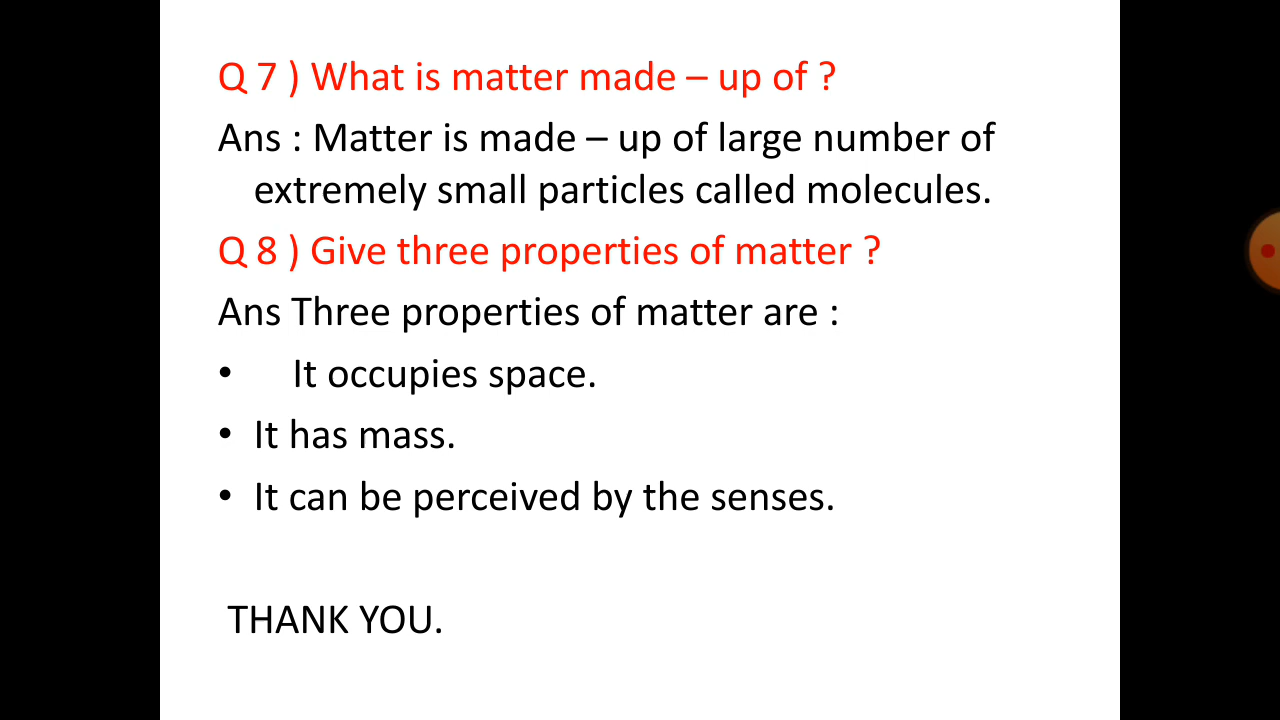 Q 7 ) What is matter made – up of ?
Ans : Matter is made – up of large number of
extremely small particles called molecules.
Q 8 ) Give three properties of matter ?
Ans Three properties of matter are :
• It occupies space.
• It has mass.
• It can be perceived by the senses.
THANK YOU.